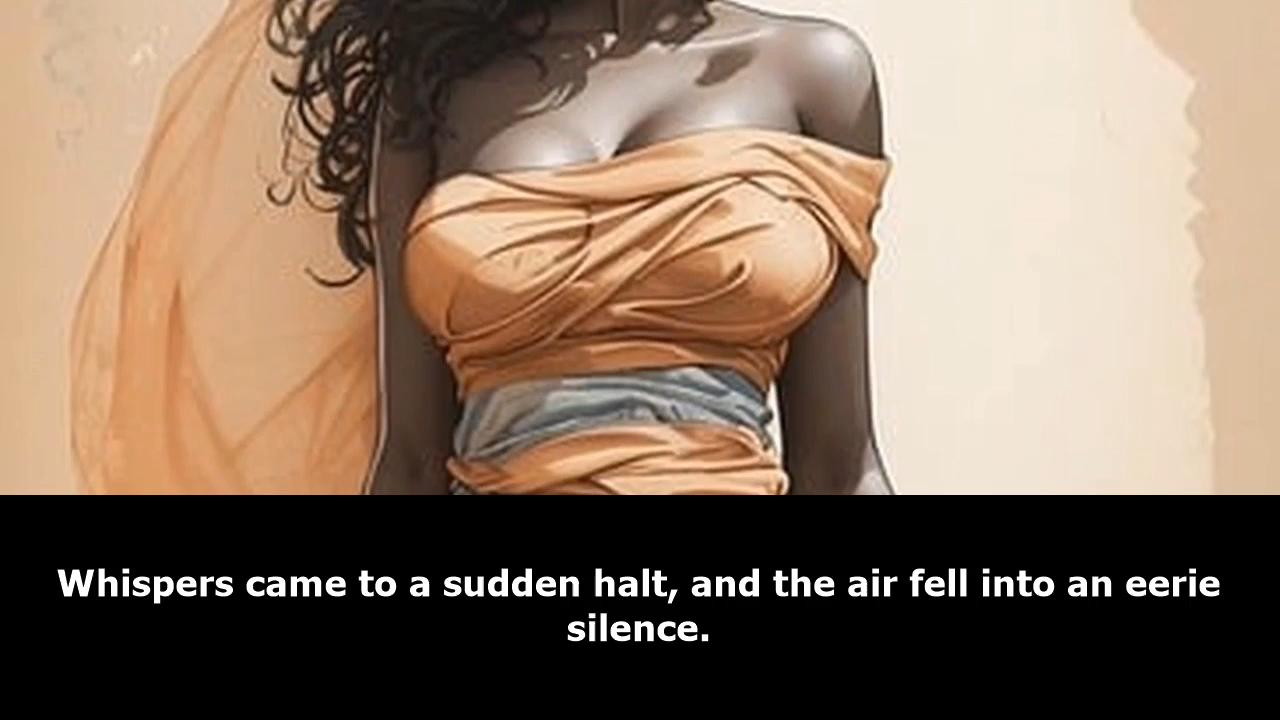 Whispers came to a sudden halt, and the air fell into an eerie
silence.